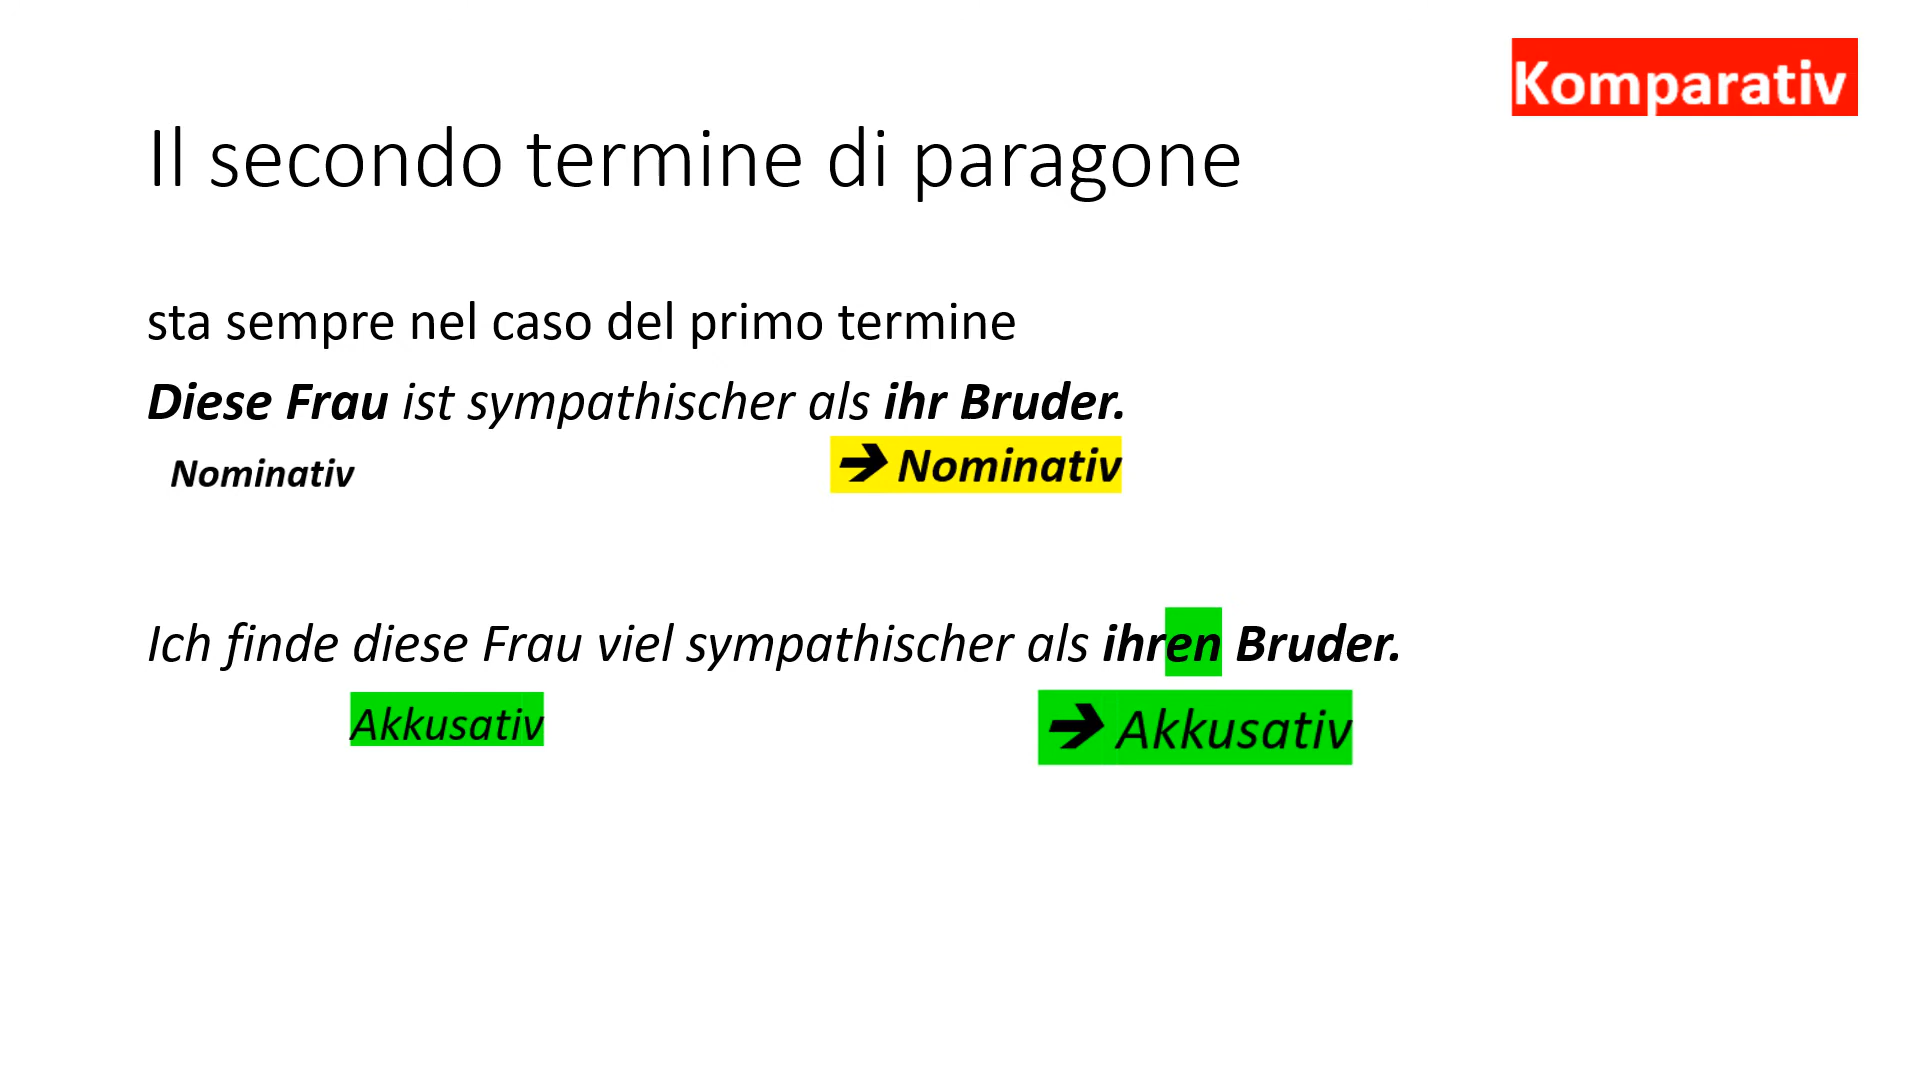 Komparativ
Il secondo termine di paragone
sta sempre nel caso del primo termine
Diese Frau ist sympathischer als ihr Bruder.
Nominativ → Nominativ
Ich finde diese Frau viel sympathischer als ihren Bruder.
Akkusativ → Akkusativ